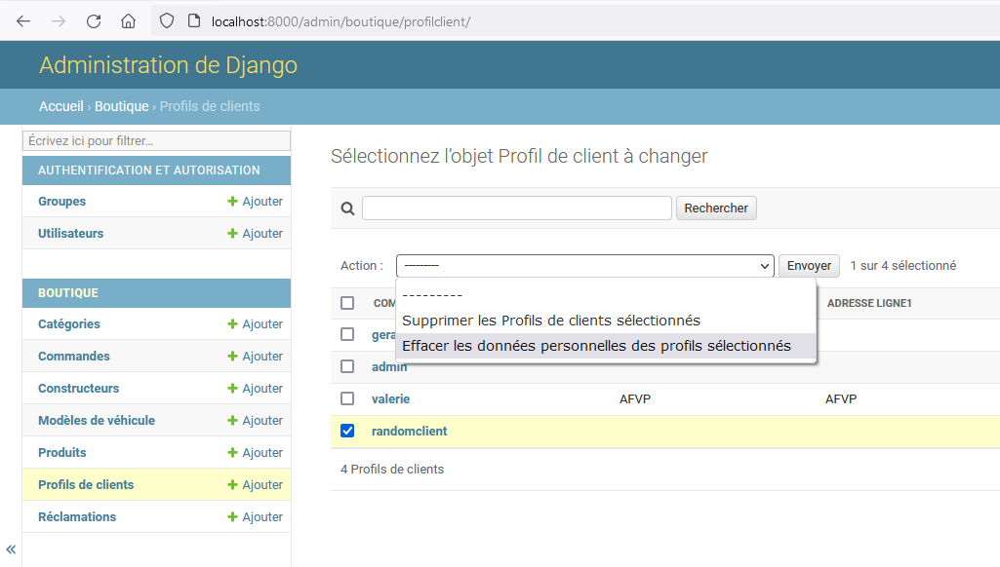 localhost:8000/admin/boutique/profilclient/
Administration de Django
Accueil › Boutique › Profils de clients
Écrivez ici pour filtrer…
AUTHENTIFICATION ET AUTORISATION
Groupes + Ajouter
Utilisateurs + Ajouter
BOUTIQUE
Catégories + Ajouter
Commandes + Ajouter
Constructeurs + Ajouter
Modèles de véhicule + Ajouter
Produits + Ajouter
Profils de clients + Ajouter
Réclamations + Ajouter
«
Sélectionnez l’objet Profil de client à changer
Rechercher
Action : --------- Envoyer 1 sur 4 sélectionné
---------
Supprimer les Profils de clients sélectionnés
Effacer les données personnelles des profils sélectionnés
ADRESSE LIGNE1
admin
valerie AFVP AFVP
randomclient
4 Profils de clients